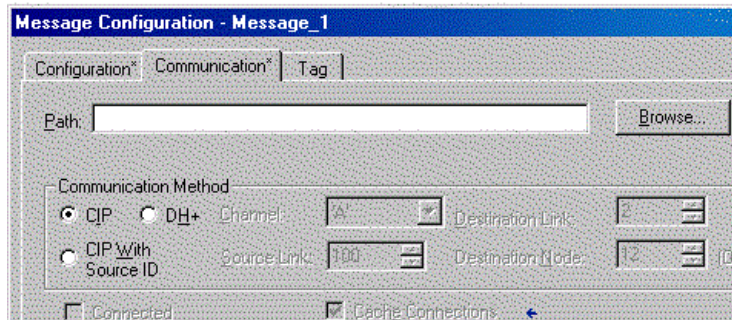 Message Configuration - Message_1
Configuration* Communication* Tag
Path: Browse...
Communication Method
CIP DH+ Channel: 'A' Destination Link: 2
CIP With
Source ID Source Link: 100 Destination Node: 12
Connected Cache Connections